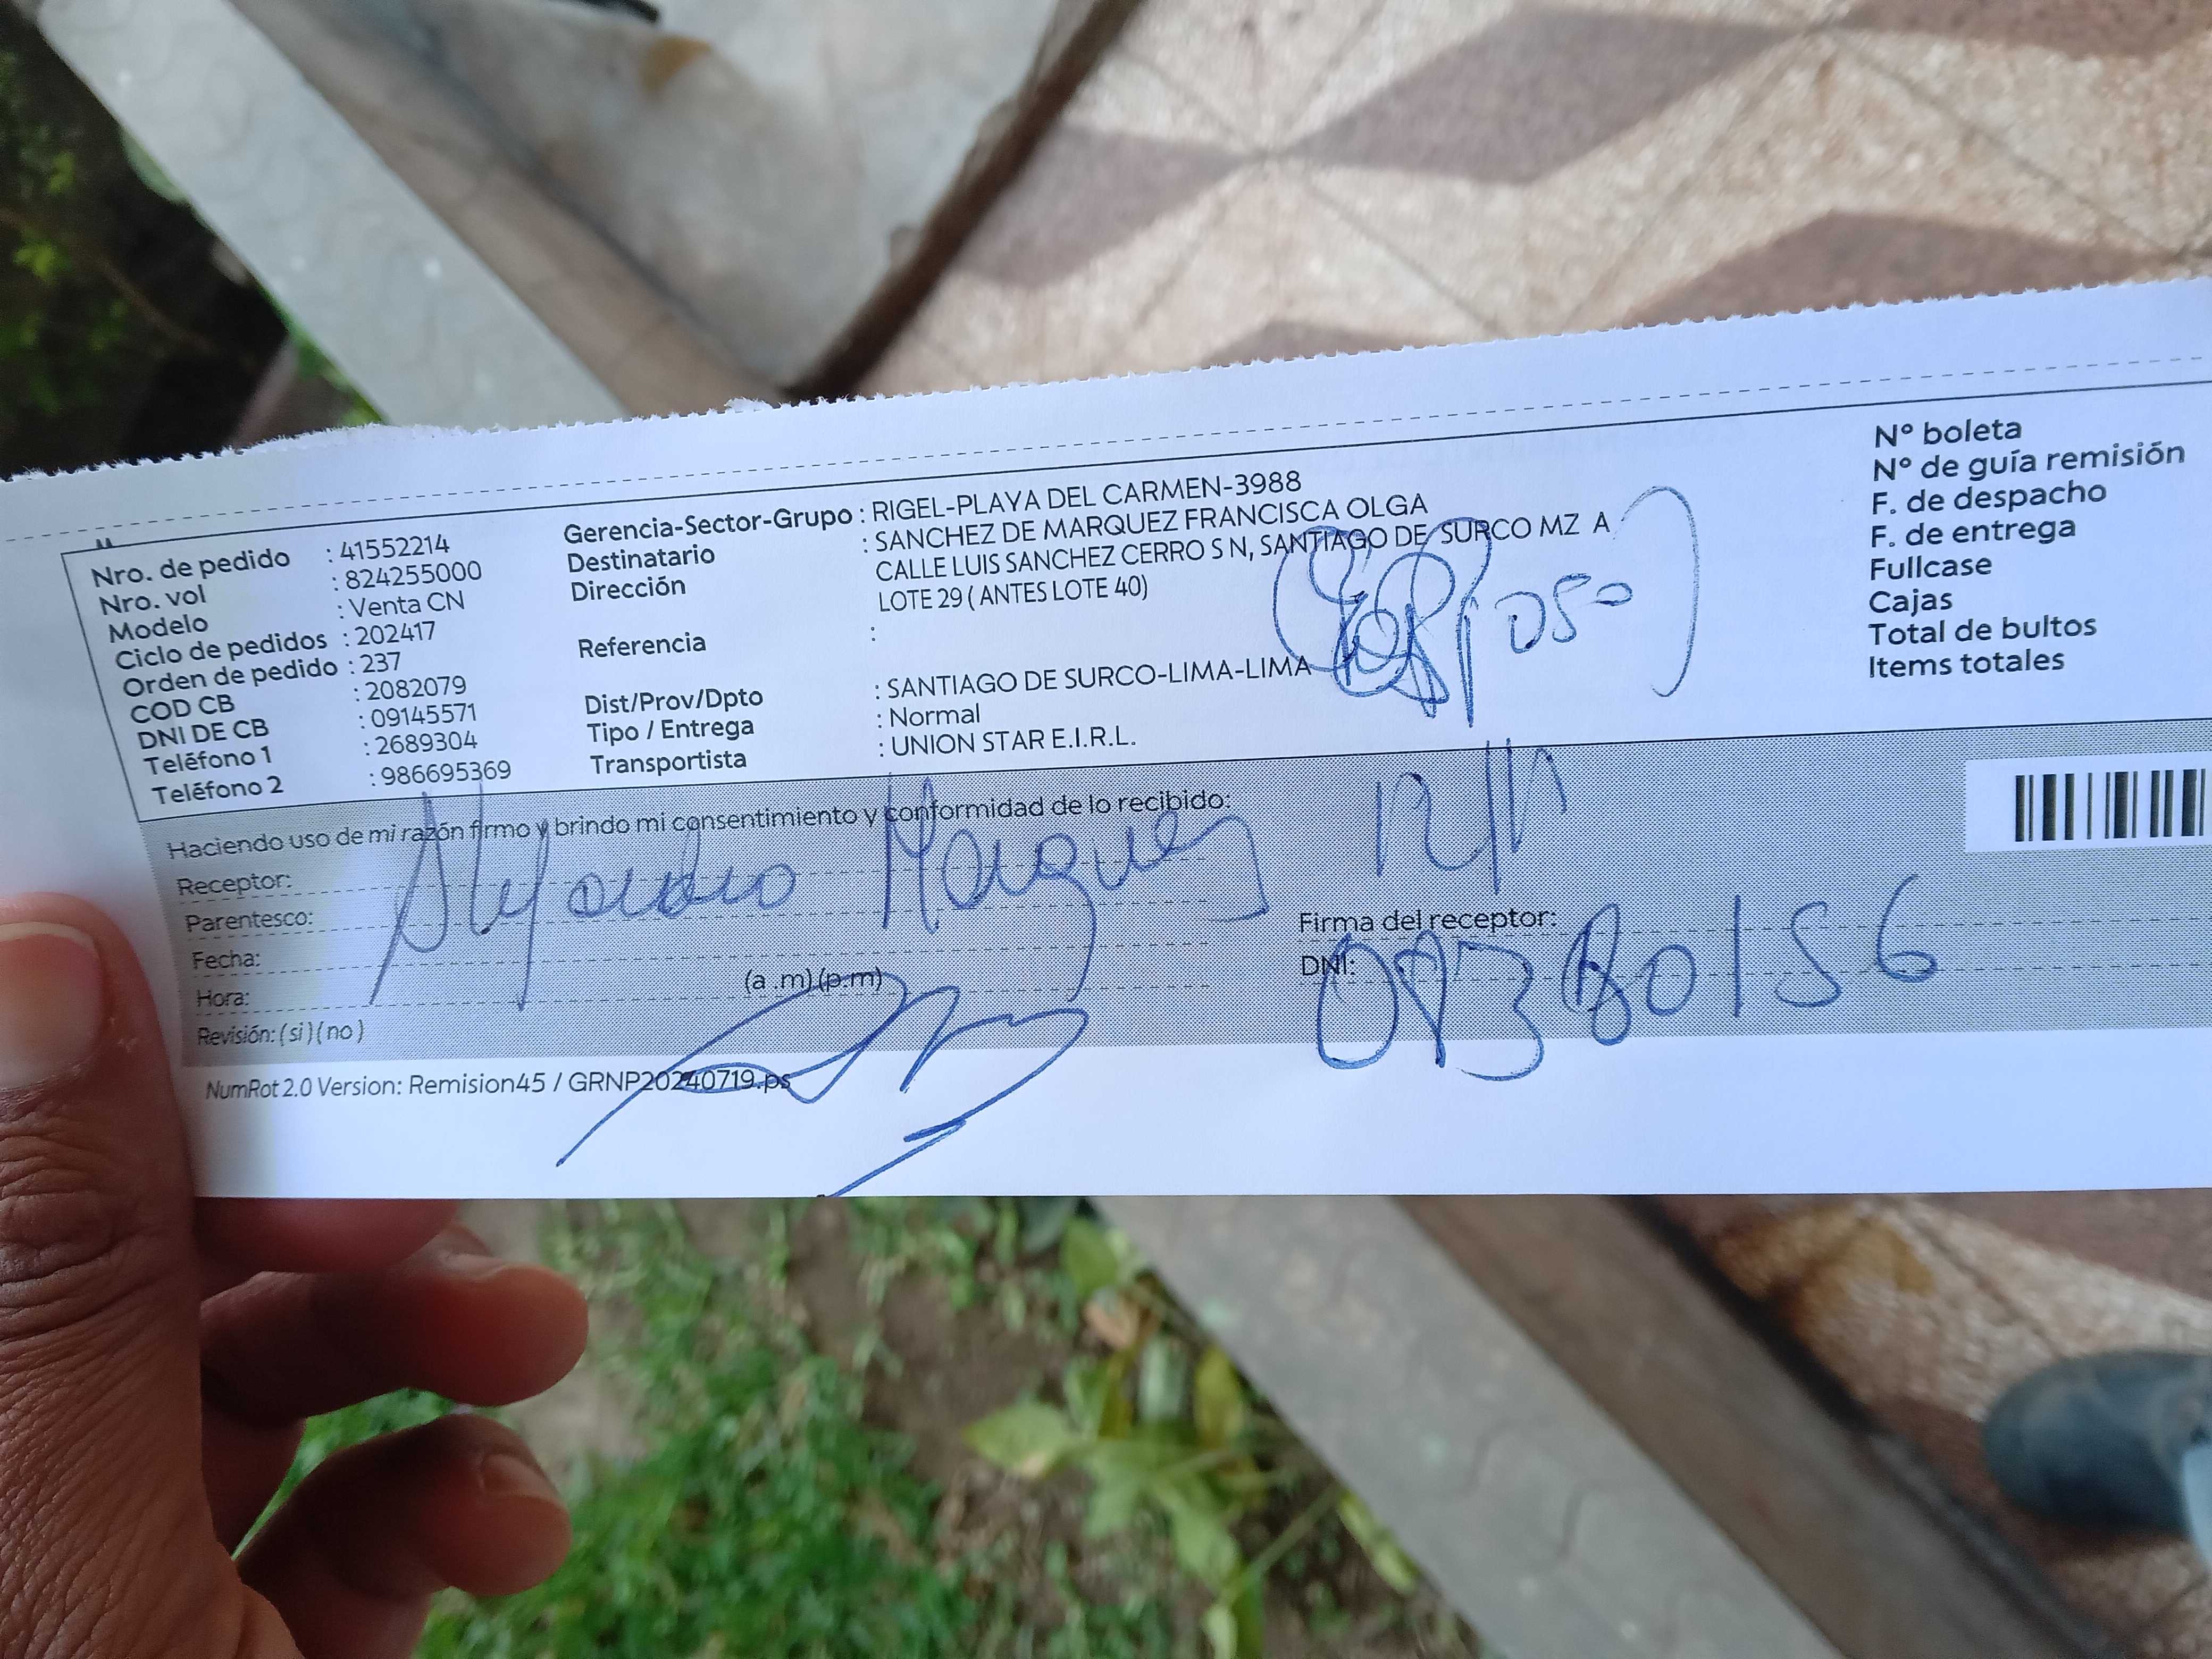 Nro. de pedido : 41552214
Nro. vol : 824255000
Modelo : Venta CN
Ciclo de pedidos : 202417
Orden de pedido : 237
COD CB : 2082079
DNI DE CB : 09145571
Teléfono 1 : 2689304
Teléfono 2 : 986695369
Gerencia-Sector-Grupo : RIGEL-PLAYA DEL CARMEN-3988
Destinatario : SANCHEZ DE MARQUEZ FRANCISCA OLGA
Dirección CALLE LUIS SANCHEZ CERRO S N, SANTIAGO DE SURCO MZ A
LOTE 29 ( ANTES LOTE 40)
Referencia :
Dist/Prov/Dpto : SANTIAGO DE SURCO-LIMA-LIMA
Tipo / Entrega : Normal
Transportista : UNION STAR E.I.R.L.
Nº boleta
Nº de guía remisión
F. de despacho
F. de entrega
Fullcase
Cajas
Total de bultos
Items totales
Haciendo uso de mi razón firmo y brindo mi consentimiento y conformidad de lo recibido:
Receptor:
Parentesco:
Fecha:
Hora: (a .m) (p.m)
Revisión: ( si ) ( no )
Marquez 12/11
Firma del receptor:
DNI:
NumRot 2.0 Version: Remision45 / GRNP20240719.ps